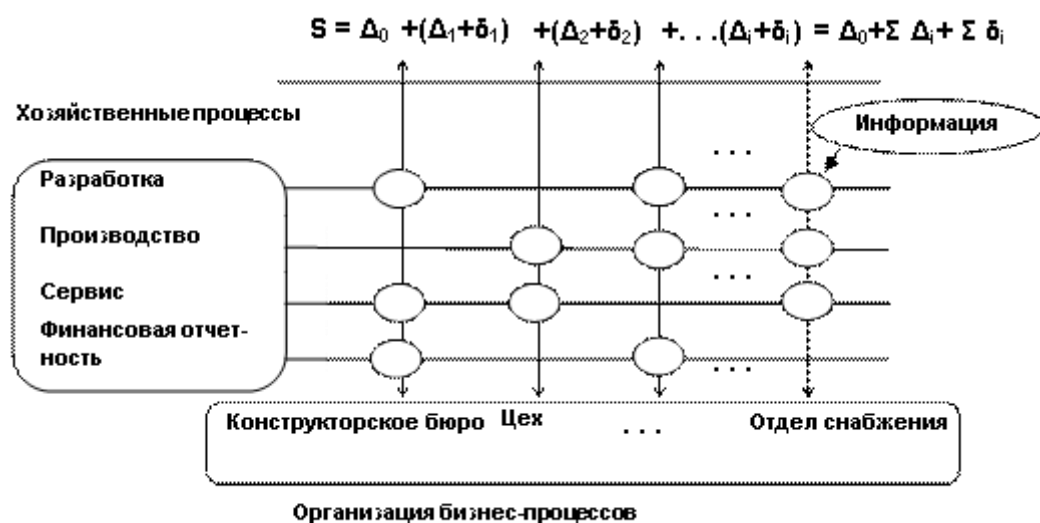 S = Δ₀ +(Δ₁+δ₁) +(Δ₂+δ₂) +. . .(Δᵢ+δᵢ) = Δ₀+Σ Δᵢ+ Σ δᵢ
Хозяйственные процессы
Информация
. . .
Разработка
. . .
Производство
. . .
Сервис
Финансовая отчет-
ность
. . .
Конструкторское бюро Цех . . . Отдел снабжения
Организация бизнес-процессов